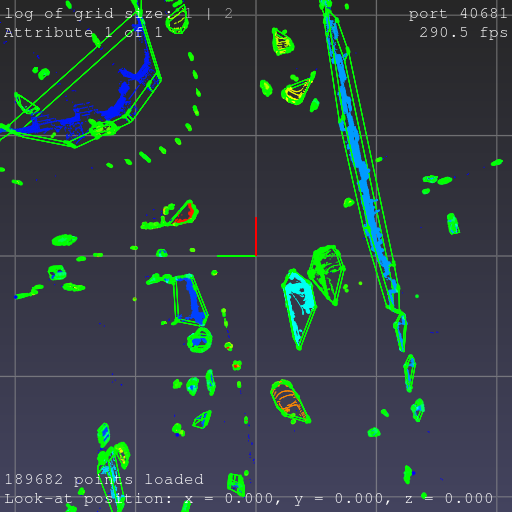 log of grid size: | 2
port 40681
Attribute 1 of 1
290.5 fps
189682 points loaded
Look-at position: x = 0.000, y = 0.000, z = 0.000